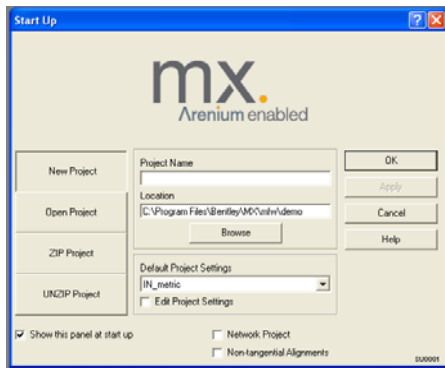 Start Up
mx.
Arenium enabled
New Project
Open Project
ZIP Project
UNZIP Project
Project Name
Location
C:\Program Files\Bentley\MX\mfw\demo
Browse
Default Project Settings
IN_metric
Edit Project Settings
OK
Apply
Cancel
Help
Show this panel at start up
Network Project
Non-tangential Alignments
SU0001